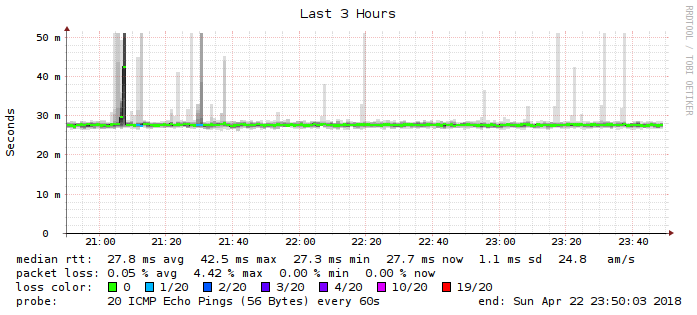 Last 3 Hours
RRDTOOL / TOBI OETIKER
Seconds
50 m
40 m
30 m
20 m
10 m
0
21:00 21:20 21:40 22:00 22:20 22:40 23:00 23:20 23:40
median rtt: 27.8 ms avg 42.5 ms max 27.3 ms min 27.7 ms now 1.1 ms sd 24.8 am/s
packet loss: 0.05 % avg 4.42 % max 0.00 % min 0.00 % now
loss color: 0 1/20 2/20 3/20 4/20 10/20 19/20
probe: 20 ICMP Echo Pings (56 Bytes) every 60s end: Sun Apr 22 23:50:03 2018